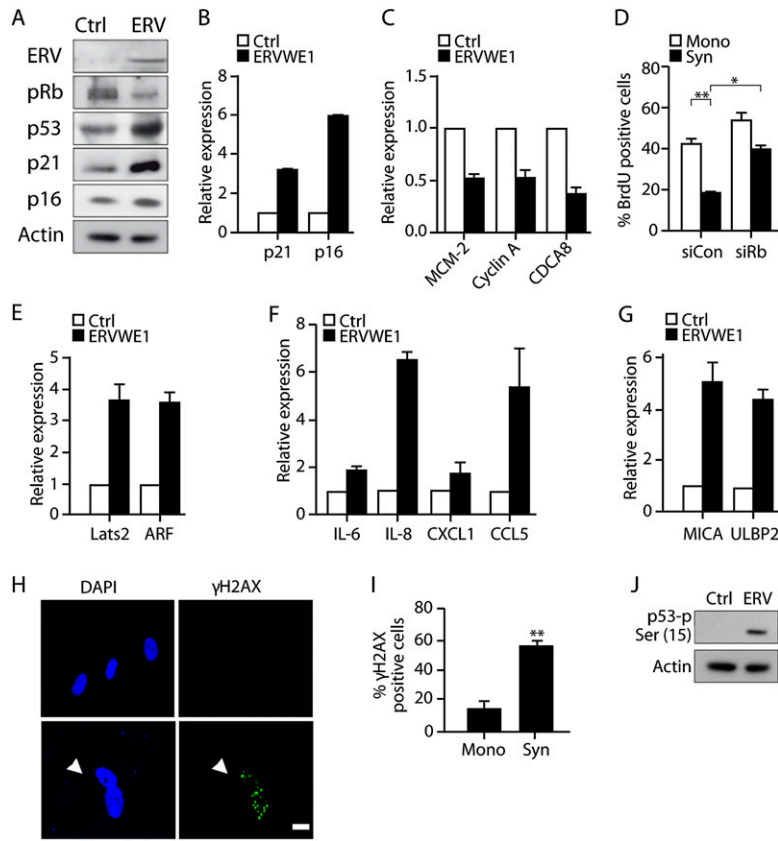 A
Ctrl ERV
ERV
pRb
p53
p21
p16
Actin
B
Ctrl
ERVWE1
Relative expression
8
6
4
2
0
p21 p16
C
Ctrl
ERVWE1
Relative expression
1.5
1.0
0.5
0
MCM-2 Cyclin A CDCA8
D
Mono
Syn
% BrdU positive cells
80
60
40
20
0
** *
siCon siRb
E
Ctrl
ERVWE1
Relative expression
5
4
3
2
1
0
Lats2 ARF
F
Ctrl
ERVWE1
Relative expression
8
6
4
2
0
IL-6 IL-8 CXCL1 CCL5
G
Ctrl
ERVWE1
Relative expression
6
4
2
0
MICA ULBP2
H
DAPI γH2AX
I
% γH2AX
positive cells
80
60
40
20
0
**
Mono Syn
J
Ctrl ERV
p53-p
Ser (15)
Actin